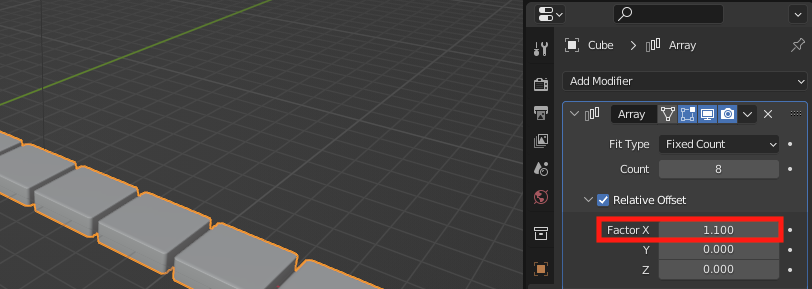 Cube > Array
Add Modifier
Array
Fit Type Fixed Count
Count 8
Relative Offset
Factor X 1.100
Y 0.000
Z 0.000